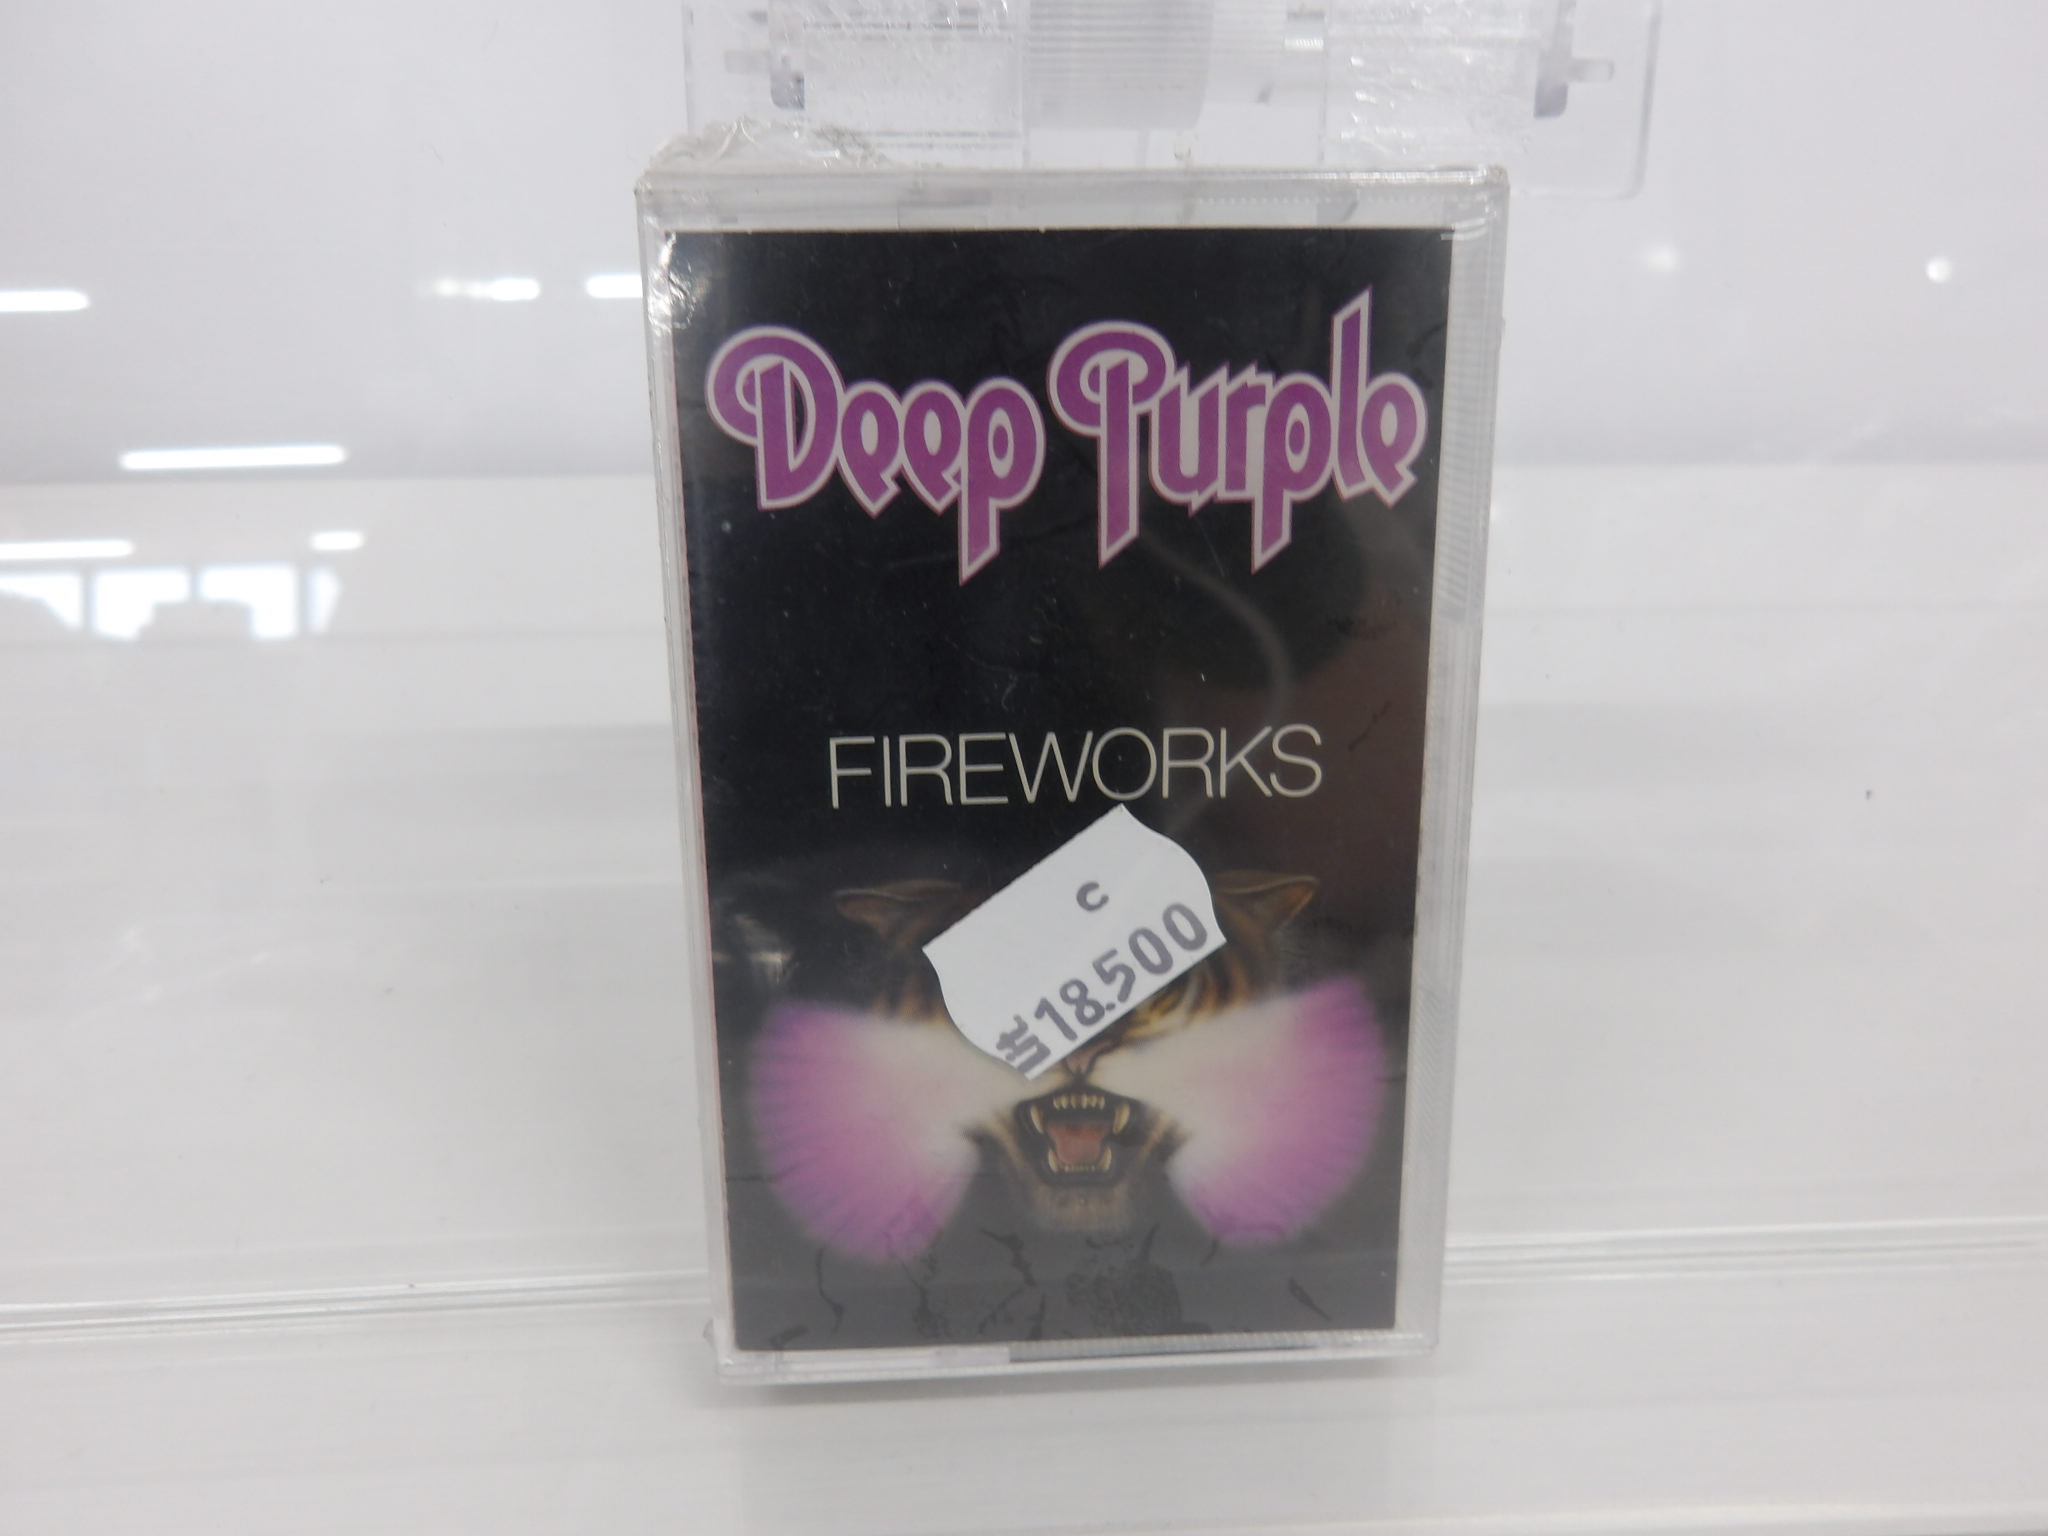 Deep Purple
FIREWORKS
C
18.500